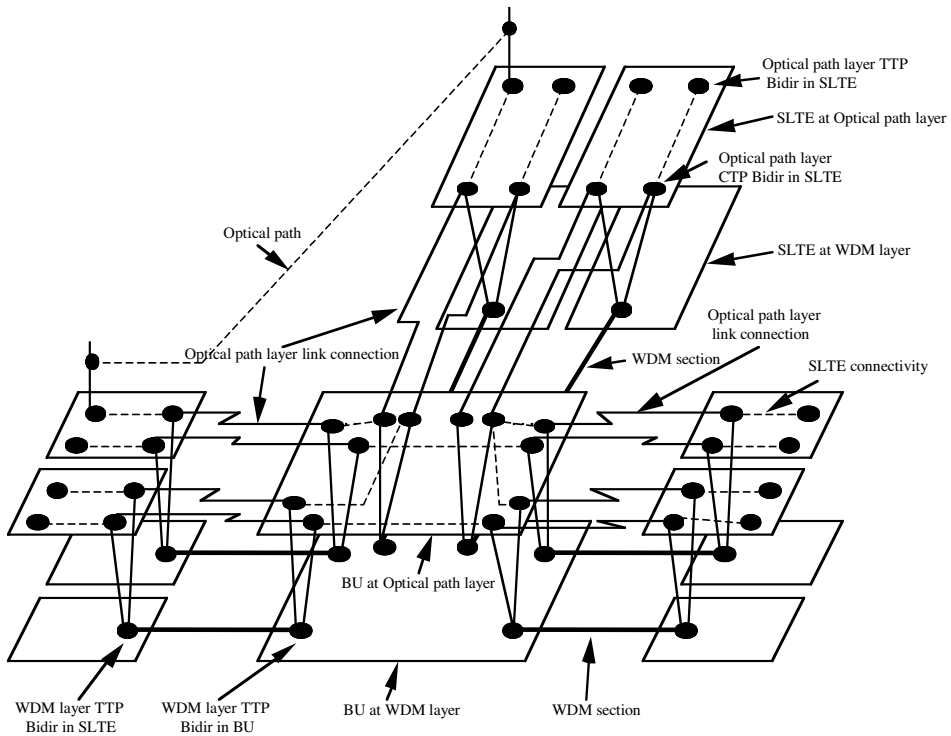 Optical path layer TTP
Bidir in SLTE
SLTE at Optical path layer
Optical path layer
CTP Bidir in SLTE
Optical path
SLTE at WDM layer
Optical path layer
link connection
Optical path layer link connection
WDM section
SLTE connectivity
BU at Optical path layer
WDM layer TTP
Bidir in SLTE
WDM layer TTP
Bidir in BU
BU at WDM layer
WDM section